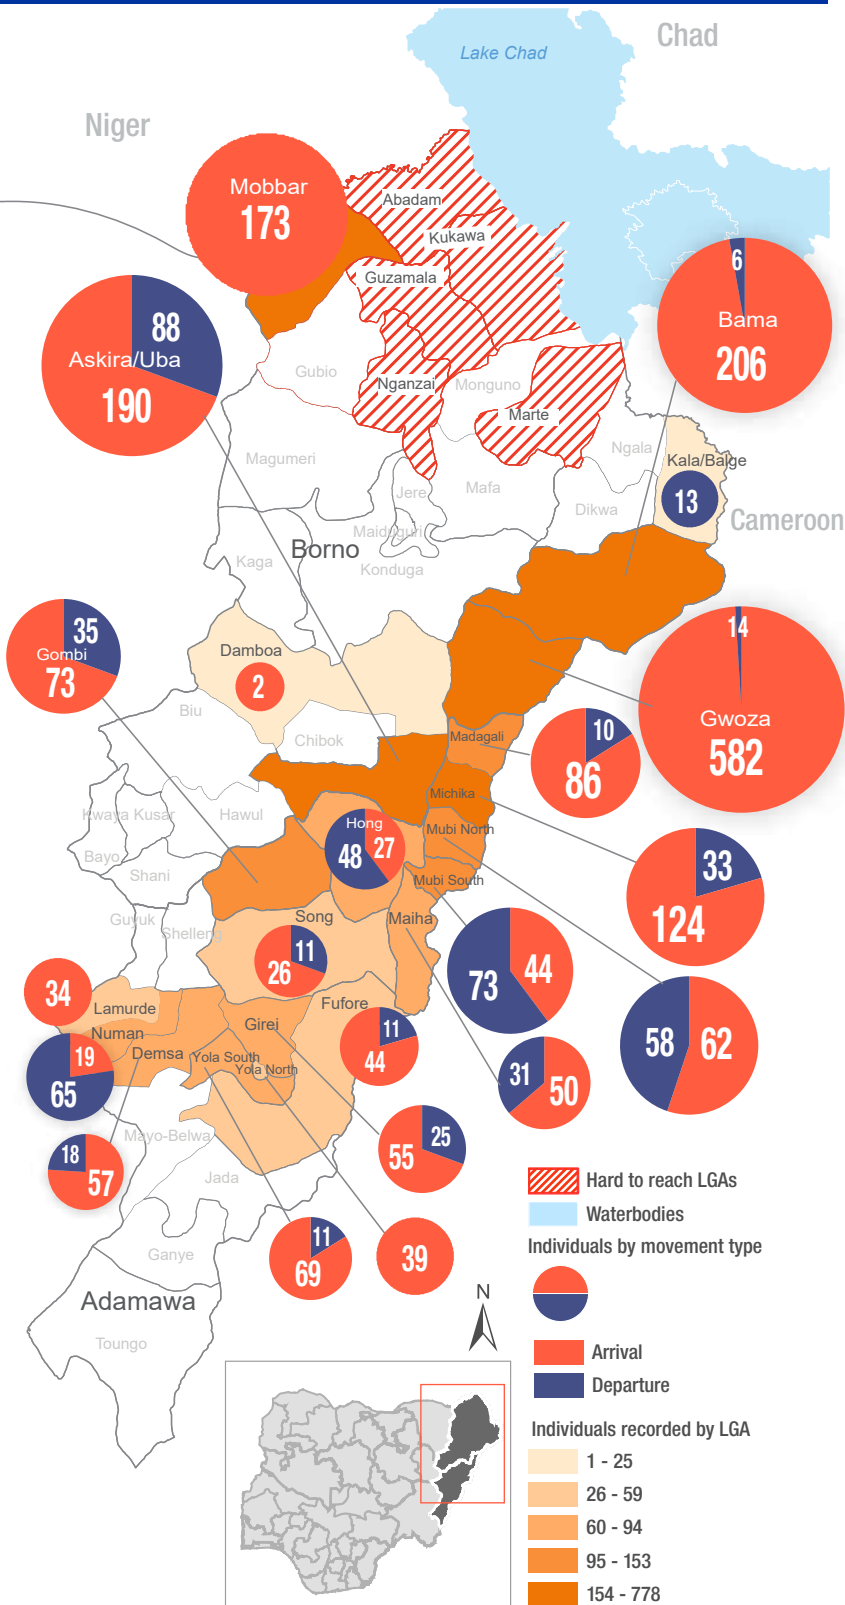 Chad
Lake Chad
Niger
Mobbar
173
Abadam
Kukawa
Guzamala
6
Bama
206
88
Askira/Uba
190
Gubio
Nganzai
Monguno
Marte
Ngala
Kala/Balge
13
Magumeri
Jere
Mafa
Dikwa
Cameroon
Maiduguri
Borno
Kaga
Konduga
35
Gombi
73
Damboa
2
14
Gwoza
582
Biu
Chibok
Madagali
10
86
Michika
Kwaya Kusar
Hawul
Hong
48
27
Mubi North
33
124
Bayo
Shani
Mubi South
Guyuk
Shelleng
Song
Maiha
11
26
73
44
34
Lamurde
Fufore
Numan
Girei
11
44
58
62
19
65
Demsa
Yola South
Yola North
31
50
Mayo-Belwa
25
55
18
57
Jada
Hard to reach LGAs
Waterbodies
Individuals by movement type
11
69
39
Ganye
Adamawa
Toungo
N
Arrival
Departure
Individuals recorded by LGA
1 - 25
26 - 59
60 - 94
95 - 153
154 - 778